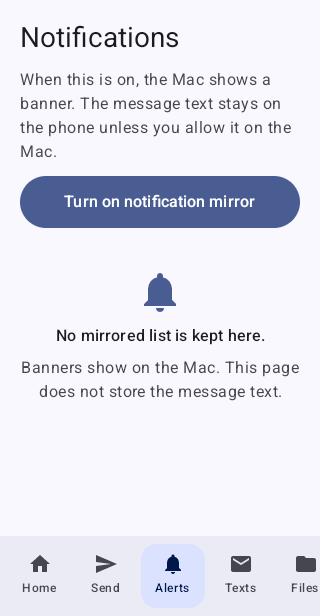 Notifications
When this is on, the Mac shows a
banner. The message text stays on
the phone unless you allow it on the
Mac.
Turn on notification mirror
No mirrored list is kept here.
Banners show on the Mac. This page
does not store the message text.
Home Send Alerts Texts Files